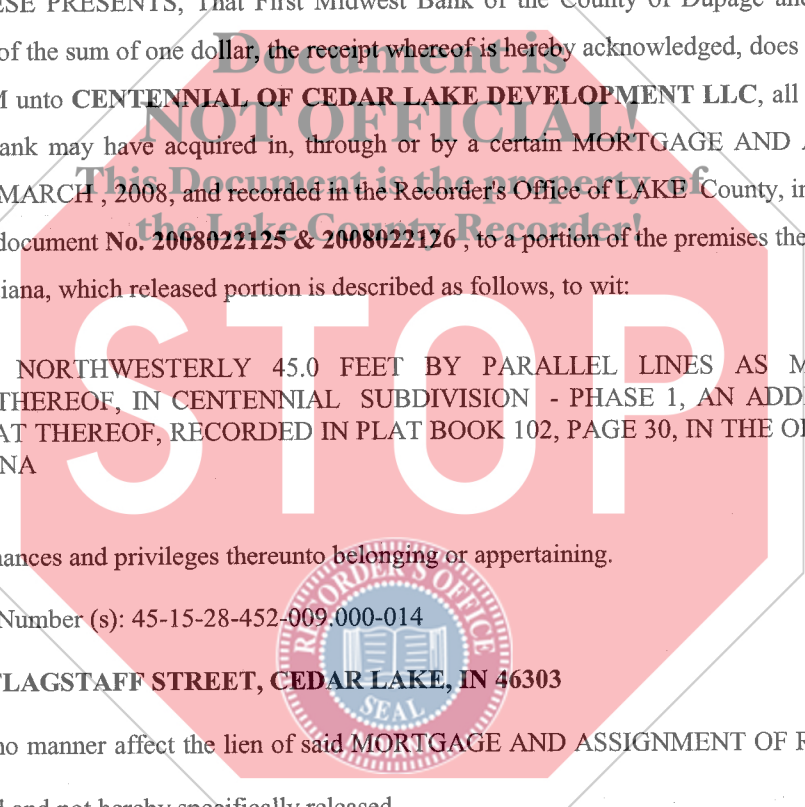 ESE PRESENTS, That First Midwest Bank of the County of Dupage and
of the sum of one dollar, the receipt whereof is hereby acknowledged, does
M unto CENTENNIAL OF CEDAR LAKE DEVELOPMENT LLC, all
ank may have acquired in, through or by a certain MORTGAGE AND A
MARCH , 2008, and recorded in the Recorder's Office of LAKE County, in
document No. 2008022125 & 2008022126 , to a portion of the premises the
iana, which released portion is described as follows, to wit:
NORTHWESTERLY 45.0 FEET BY PARALLEL LINES AS M
THEREOF, IN CENTENNIAL SUBDIVISION - PHASE 1, AN ADD
AT THEREOF, RECORDED IN PLAT BOOK 102, PAGE 30, IN THE O
NA
nances and privileges thereunto belonging or appertaining.
Number (s): 45-15-28-452-009.000-014
FLAGSTAFF STREET, CEDAR LAKE, IN 46303
no manner affect the lien of said MORTGAGE AND ASSIGNMENT OF R
d and not hereby specifically released
Document is
NOT OFFICIAL!
This Document is the property of
the Lake County Recorder!
STOP
RECORDER'S OFFICE
SEAL